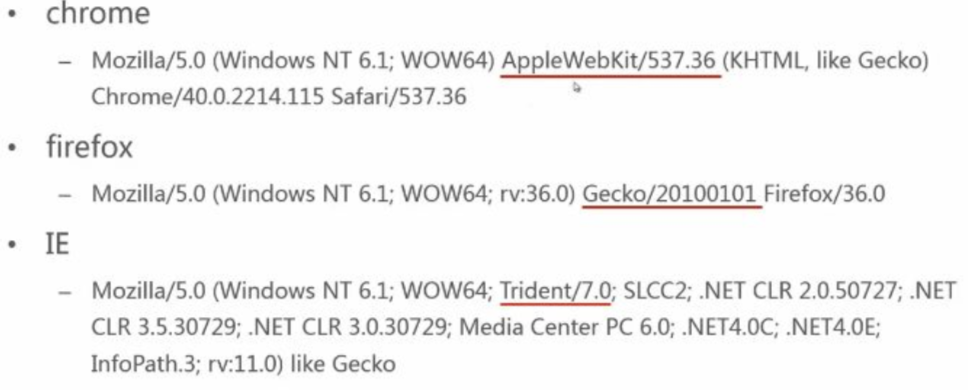 • chrome
– Mozilla/5.0 (Windows NT 6.1; WOW64) AppleWebKit/537.36 (KHTML, like Gecko)
Chrome/40.0.2214.115 Safari/537.36
• firefox
– Mozilla/5.0 (Windows NT 6.1; WOW64; rv:36.0) Gecko/20100101 Firefox/36.0
• IE
– Mozilla/5.0 (Windows NT 6.1; WOW64; Trident/7.0; SLCC2; .NET CLR 2.0.50727; .NET
CLR 3.5.30729; .NET CLR 3.0.30729; Media Center PC 6.0; .NET4.0C; .NET4.0E;
InfoPath.3; rv:11.0) like Gecko